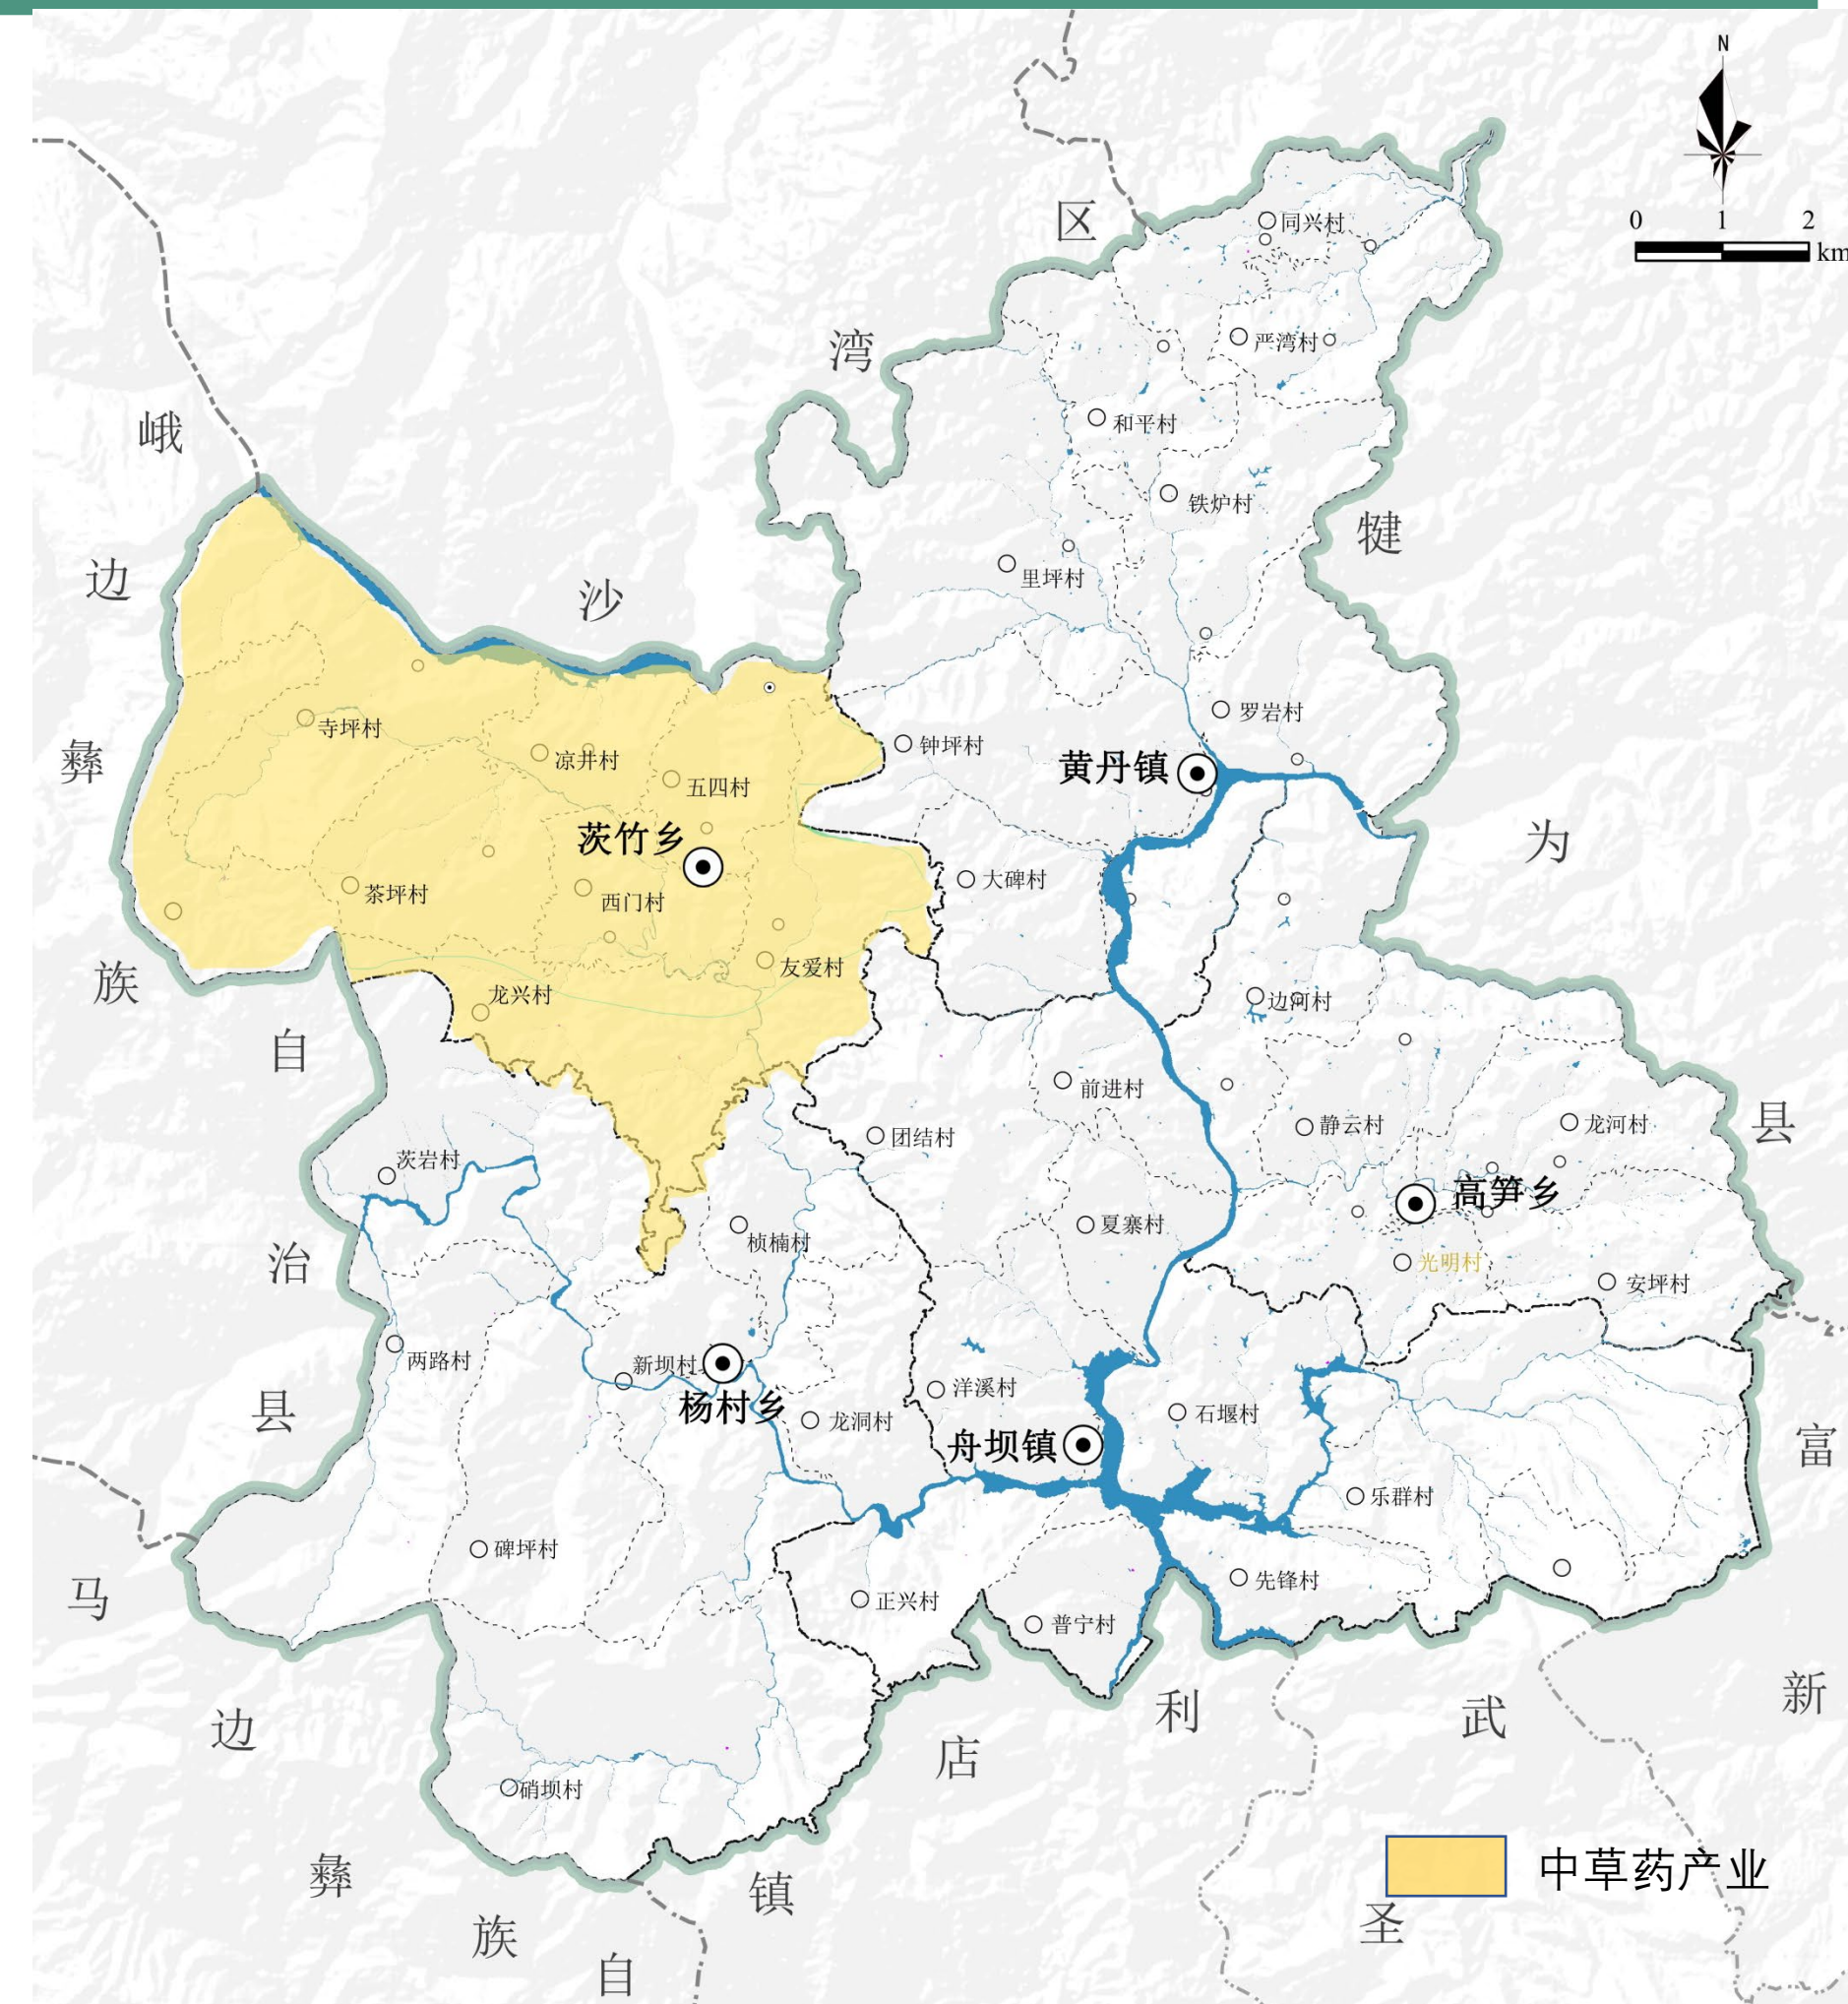 N
0 1 2
km
区
同兴村
湾
严湾村
峨
和平村
铁炉村
犍
边
沙
里坪村
寺坪村
凉井村
五四村
钟坪村
罗岩村
彝
黄丹镇
茨竹乡
为
茶坪村
西门村
大碑村
族
友爱村
龙兴村
边河村
自
前进村
静云村
龙河村
县
团结村
茨岩村
高笋乡
夏寨村
桢楠村
治
光明村
安坪村
两路村
新坝村
杨村乡
洋溪村
石堰村
县
龙洞村
舟坝镇
富
乐群村
碑坪村
先锋村
马
正兴村
普宁村
新
利
武
边
店
硝坝村
彝
镇
中草药产业
圣
族
自